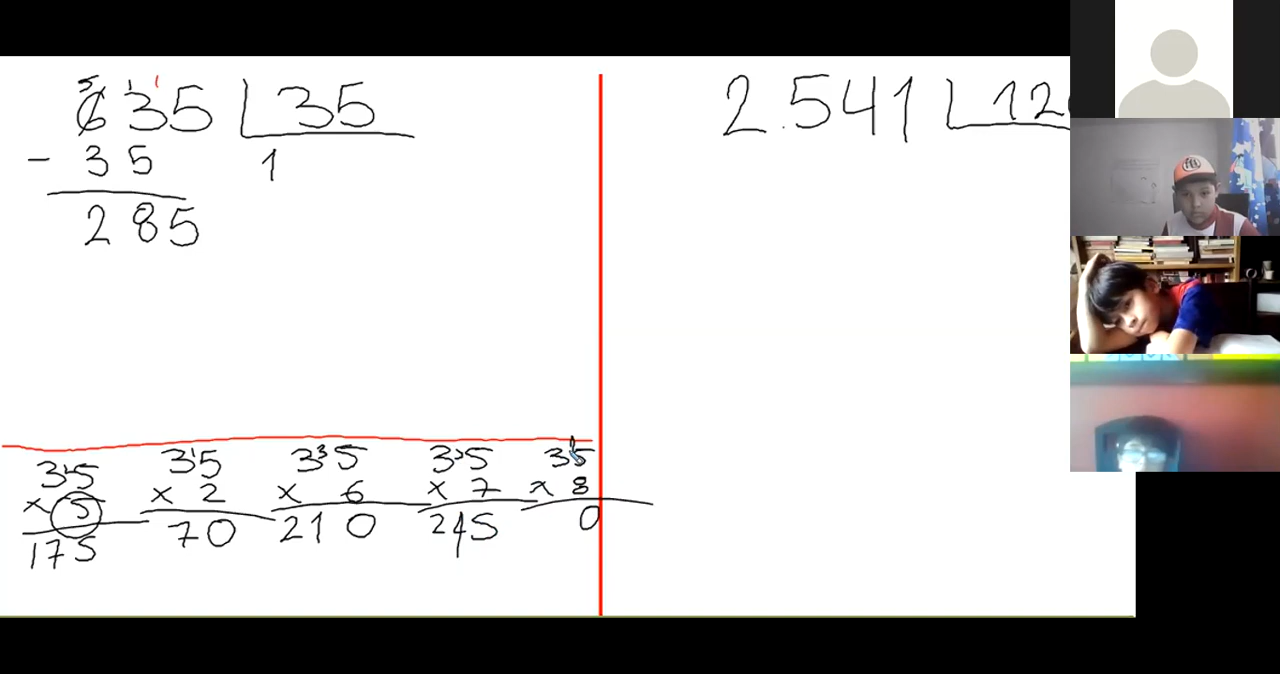 635 35
- 35 1
285
35 35 35 35 35
x 5 x 2 x 6 x 7 x 8
175 70 210 245 0
2.541 12